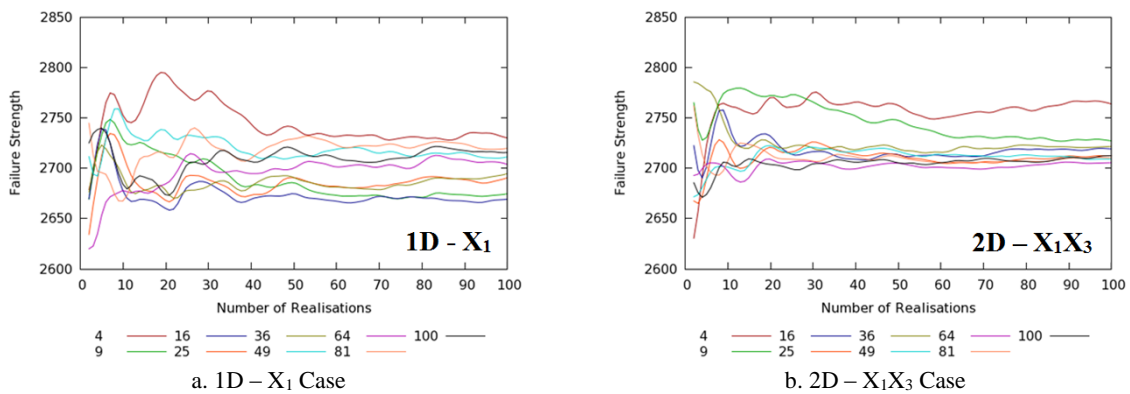 2850
2800
2750
2700
2650
2600
Failure Strength
0 10 20 30 40 50 60 70 80 90 100
Number of Realisations
1D - X₁
4 16 36 64 100
9 25 49 81
a. 1D – X₁ Case
2850
2800
2750
2700
2650
2600
Failure Strength
0 10 20 30 40 50 60 70 80 90 100
Number of Realisations
2D – X₁X₃
4 16 36 64 100
9 25 49 81
b. 2D – X₁X₃ Case